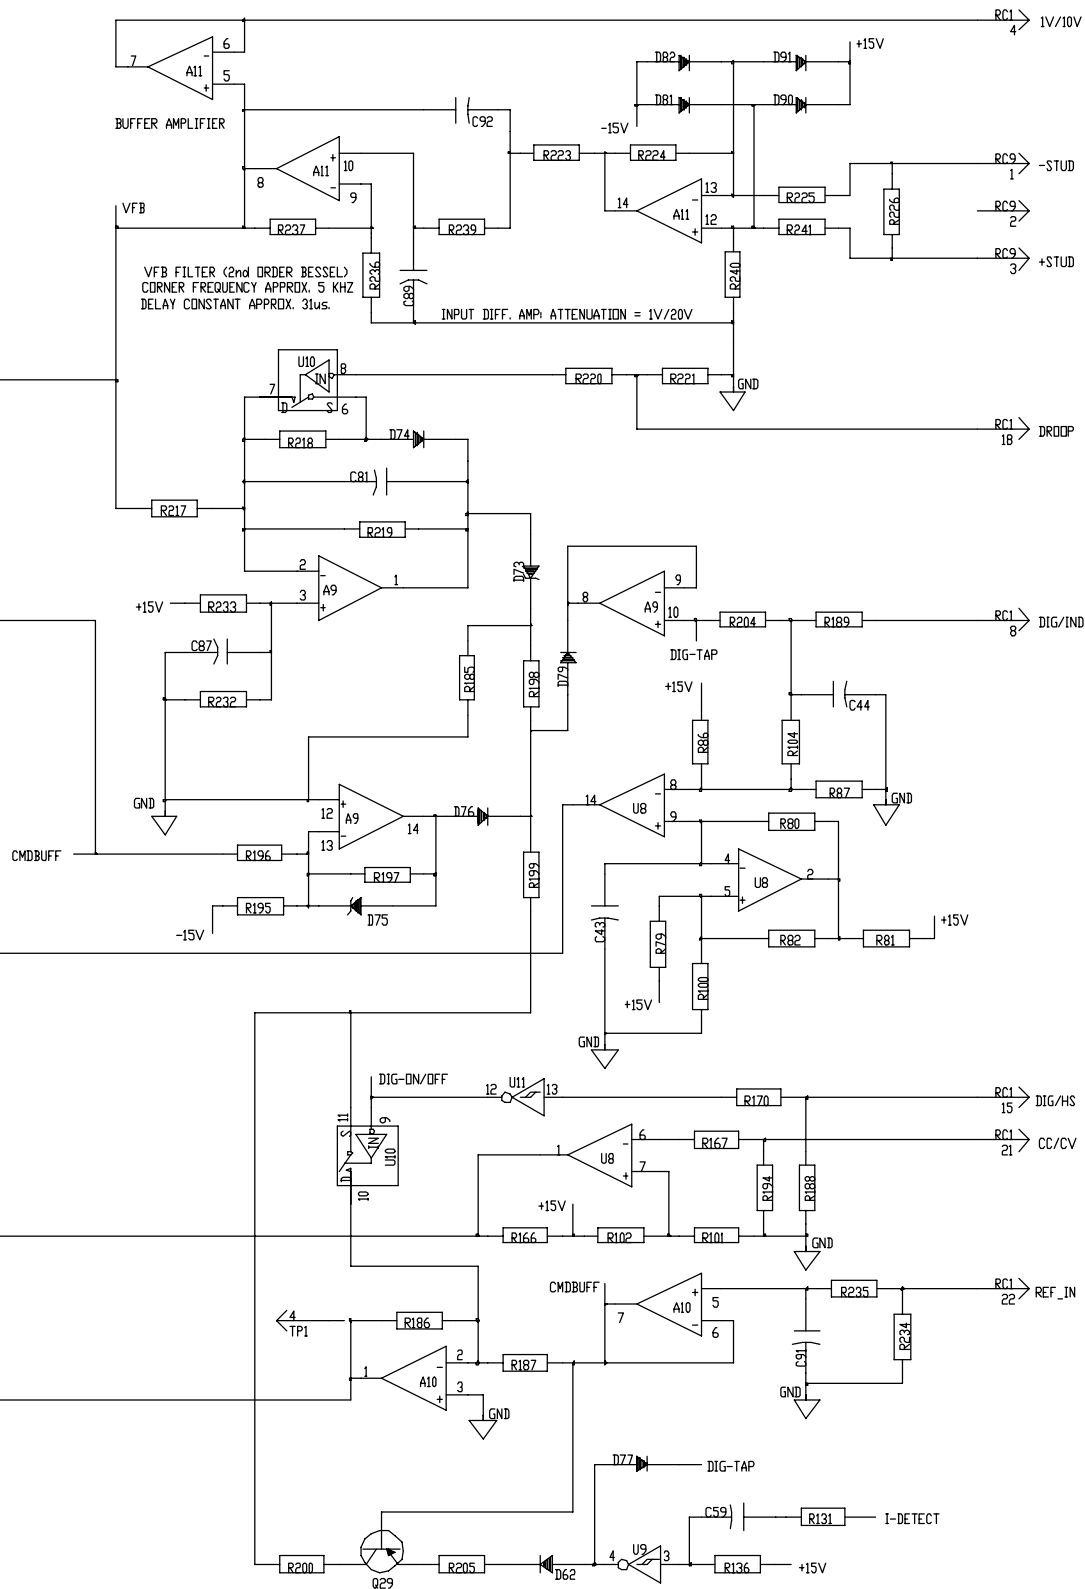 RC1
4
1V/10V
6
7
-
A11
+
5
BUFFER AMPLIFIER
D82
D91
+15V
D81
D90
-15V
C92
+
10
A11
-
8
9
R223
R224
RC9
1
-STUD
14
-
13
A11
+
12
R225
R226
RC9
2
VFB
R237
R239
R241
RC9
3
+STUD
R236
C89
R240
VFB FILTER (2nd ORDER BESSEL)
CORNER FREQUENCY APPROX. 5 KHZ
DELAY CONSTANT APPROX. 31us.
INPUT DIFF. AMP: ATTENUATION = 1V/20V
U10
IN
8
7
D
S
6
R220
R221
GND
R218
D74
RC1
18
DROOP
C81
R217
R219
2
-
A9
1
3
+
D73
+15V
R233
9
-
8
A9
10
+
R204
R189
RC1
8
DIG/IND
DIG-TAP
C87
R185
R198
D79
R232
+15V
C44
R86
R104
GND
12
+
A9
14
-
13
D76
14
U8
-
8
+
9
R87
GND
R80
CMDBUFF
R196
R197
R199
4
-
U8
2
5
+
R195
D75
-15V
C43
R79
R82
R81
+15V
R100
+15V
GND
DIG-ON/OFF
12
U11
13
R170
RC1
15
DIG/HS
11
9
S
IN
U10
D
10
1
U8
-
6
+
7
R167
RC1
21
CC/CV
R194
R188
+15V
R166
R102
R101
GND
CMDBUFF
7
A10
+
5
-
6
R235
RC1
22
REF_IN
4
TP1
R186
C91
R234
1
A10
-
2
+
3
R187
GND
GND
D77
DIG-TAP
C59
R131
I-DETECT
R200
Q29
R205
D62
4
U9
3
R136
+15V